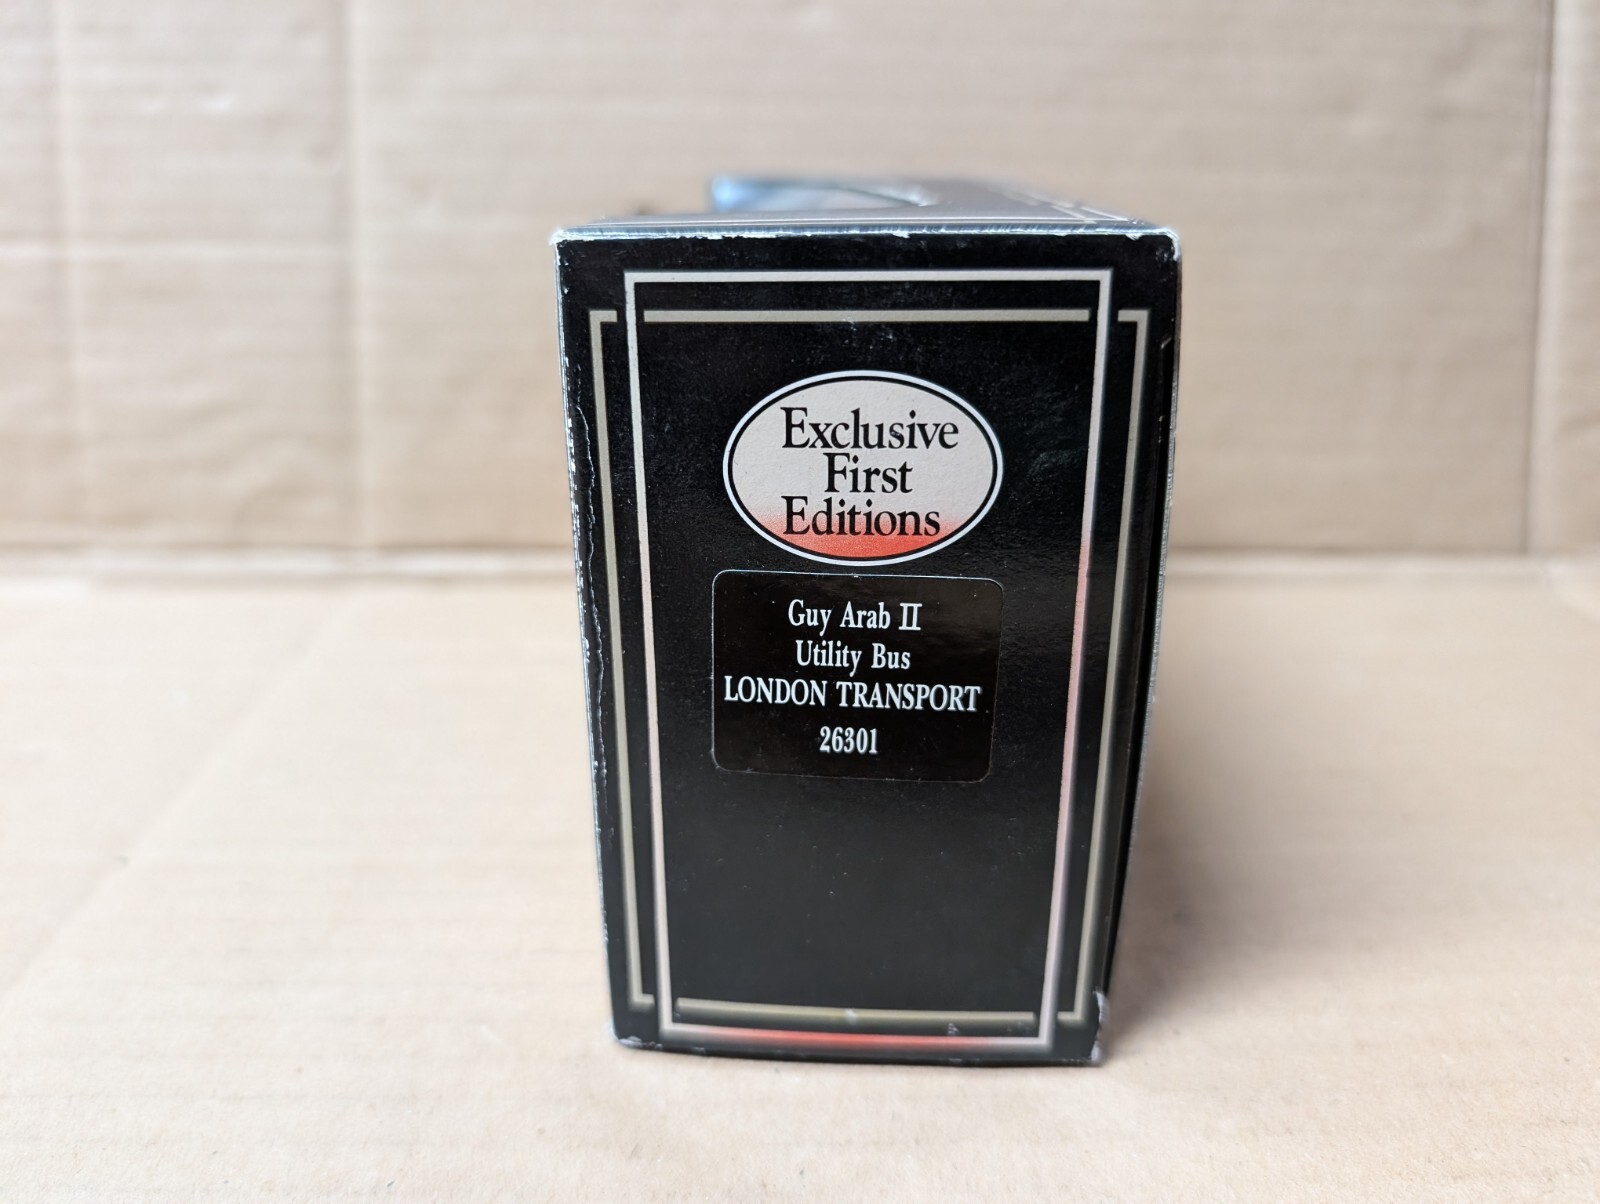 Exclusive
First
Editions
Guy Arab II
Utility Bus
LONDON TRANSPORT
26301